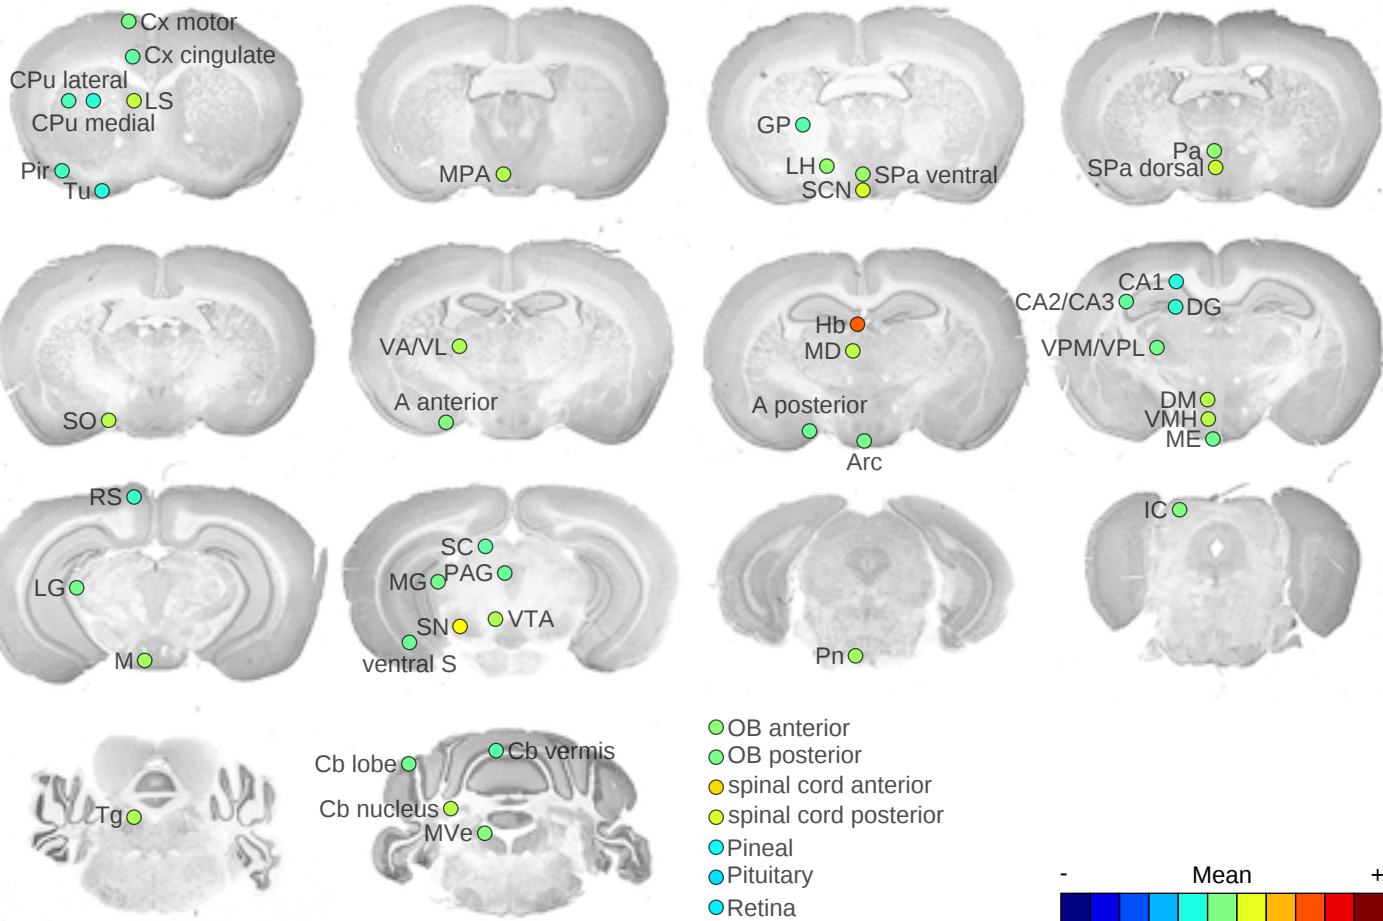 Cx motor
Cx cingulate
CPu lateral
LS
CPu medial
Pir
Tu
MPA
GP
LH
SPa ventral
SCN
Pa
SPa dorsal
SO
VA/VL
A anterior
Hb
MD
A posterior
Arc
CA1
CA2/CA3
DG
VPM/VPL
DM
VMH
ME
RS
LG
M
SC
MG
PAG
SN
VTA
ventral S
Pn
IC
Tg
Cb lobe
Cb vermis
Cb nucleus
MVe
OB anterior
OB posterior
spinal cord anterior
spinal cord posterior
Pineal
Pituitary
Retina
- Mean +